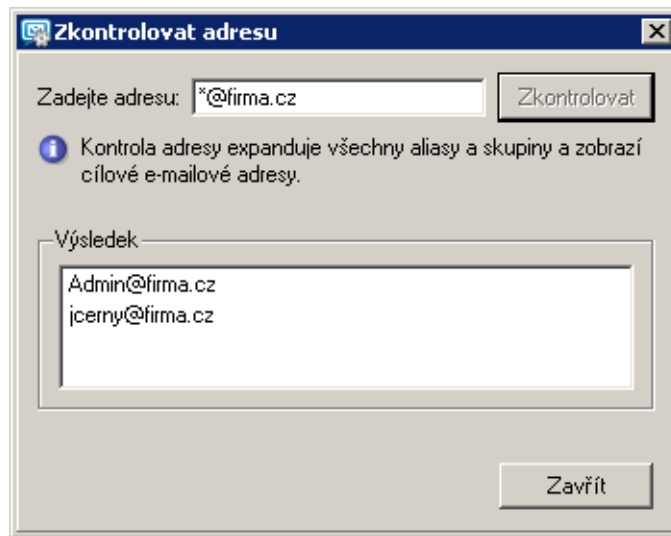 Zkontrolovat adresu
Zadejte adresu: *@firma.cz Zkontrolovat
Kontrola adresy expanduje všechny aliasy a skupiny a zobrazí
cílové e-mailové adresy.
Výsledek
Admin@firma.cz
jcerny@firma.cz
Zavřít